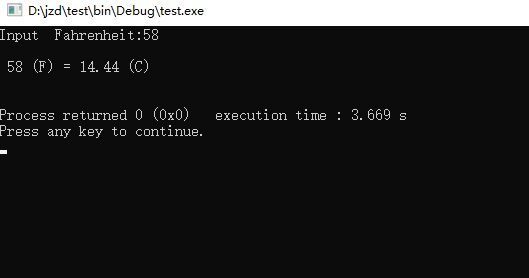 D:\jzd\test\bin\Debug\test.exe
Input  Fahrenheit:58
58 (F) = 14.44 (C)
Process returned 0 (0x0)   execution time : 3.669 s
Press any key to continue.